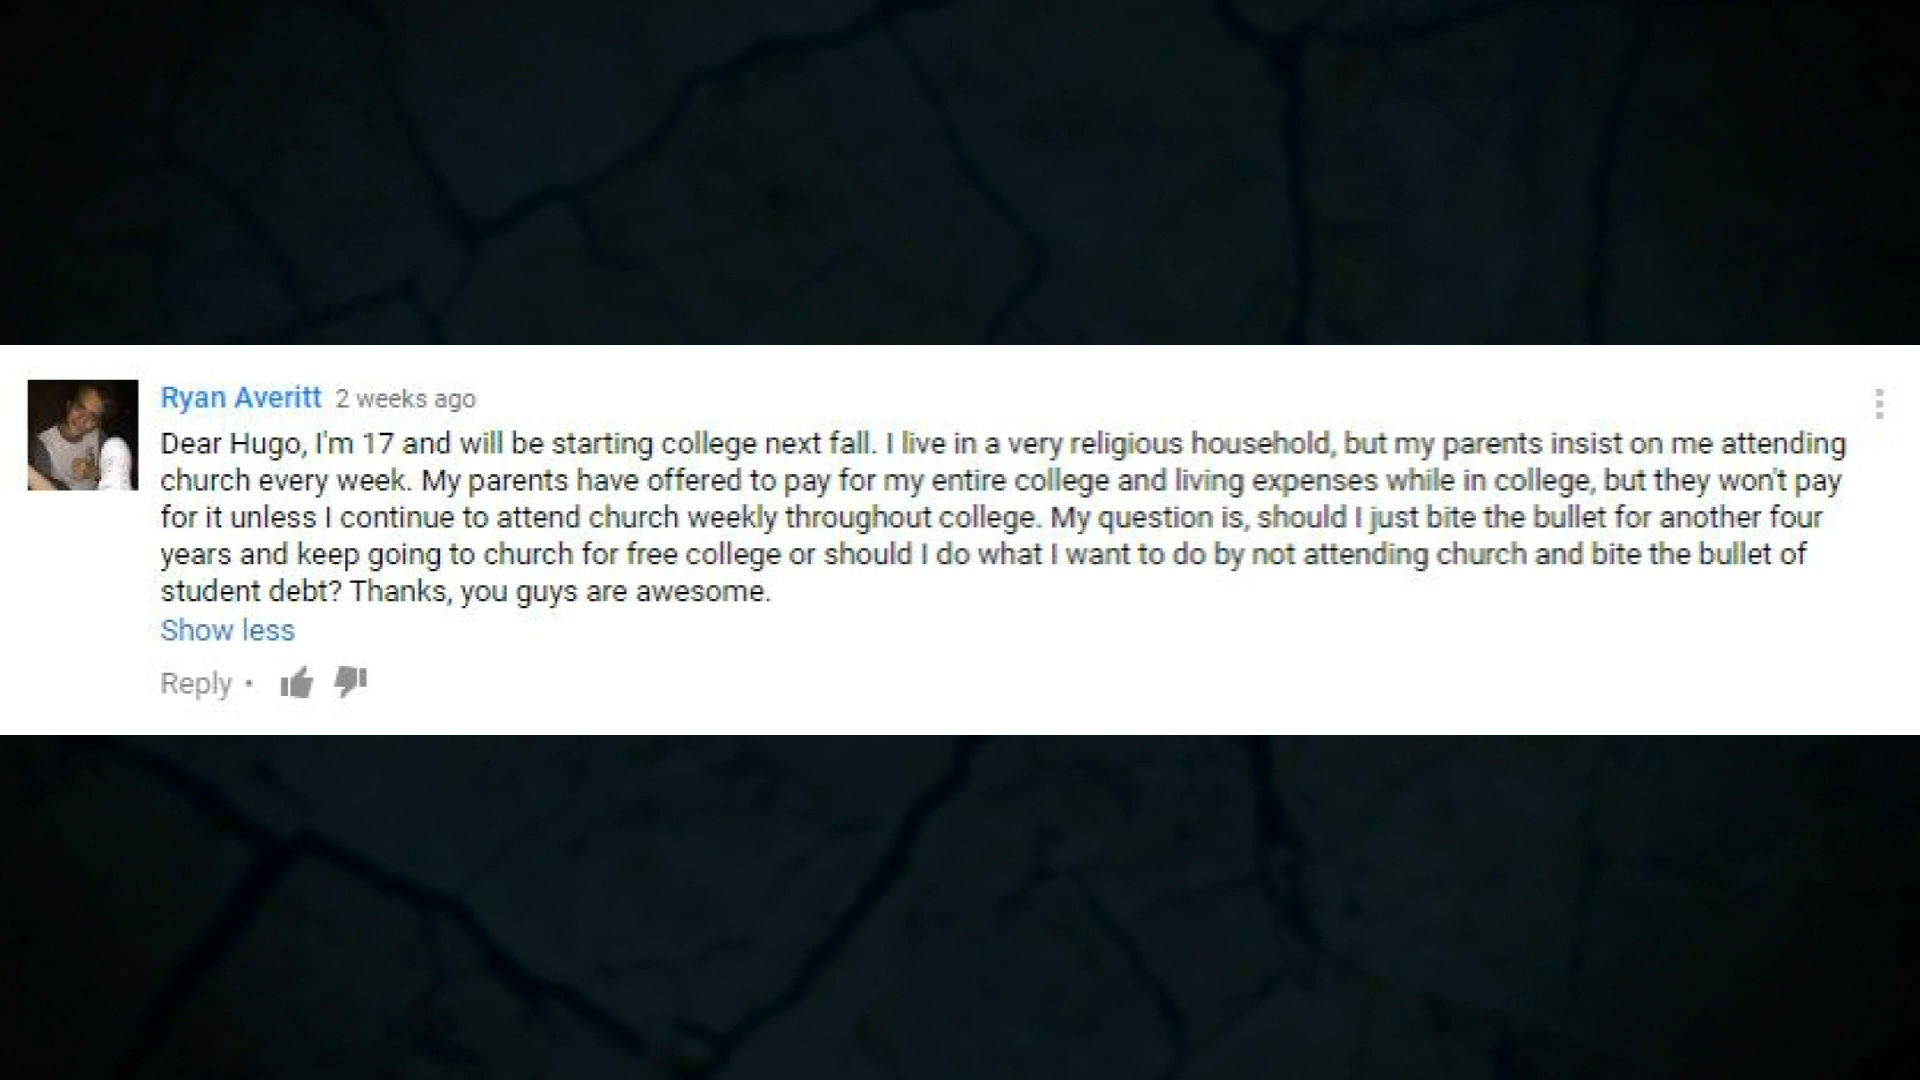 Ryan Averitt 2 weeks ago
Dear Hugo, I'm 17 and will be starting college next fall. I live in a very religious household, but my parents insist on me attending
church every week. My parents have offered to pay for my entire college and living expenses while in college, but they won't pay
for it unless I continue to attend church weekly throughout college. My question is, should I just bite the bullet for another four
years and keep going to church for free college or should I do what I want to do by not attending church and bite the bullet of
student debt? Thanks, you guys are awesome.
Show less
Reply •